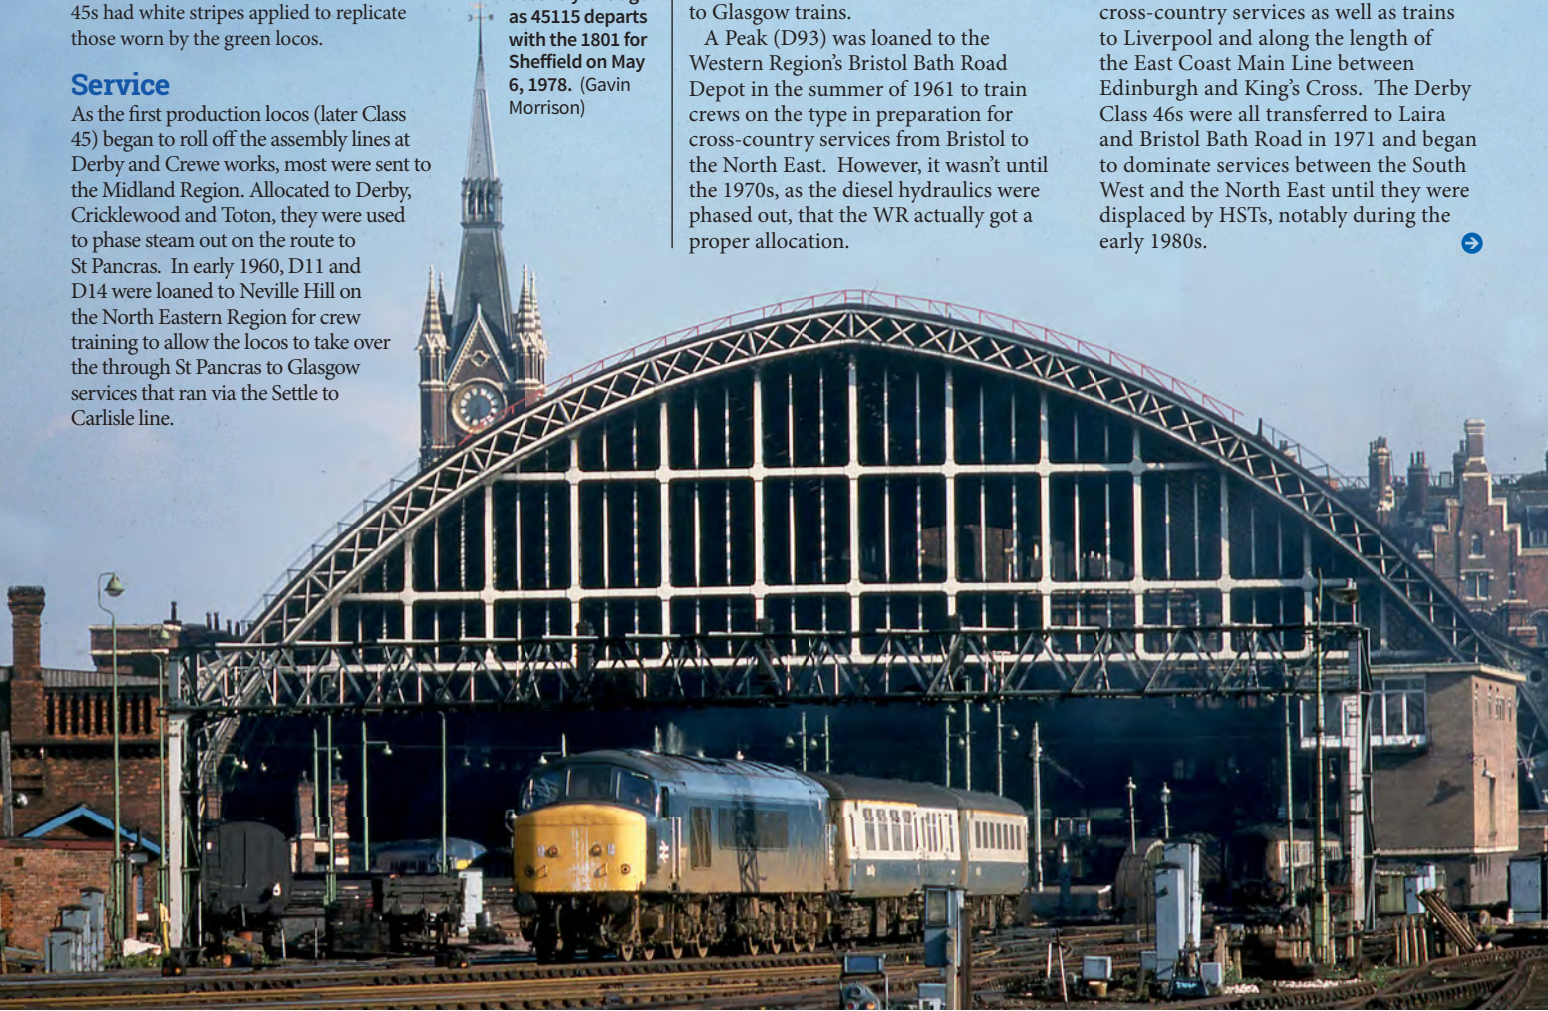 45s had white stripes applied to replicate
those worn by the green locos.
Service
As the first production locos (later Class
45) began to roll off the assembly lines at
Derby and Crewe works, most were sent to
the Midland Region. Allocated to Derby,
Cricklewood and Toton, they were used
to phase steam out on the route to
St Pancras. In early 1960, D11 and
D14 were loaned to Neville Hill on
the North Eastern Region for crew
training to allow the locos to take over
the through St Pancras to Glasgow
services that ran via the Settle to
Carlisle line.
as 45115 departs
with the 1801 for
Sheffield on May
6, 1978. (Gavin
Morrison)
to Glasgow trains.
A Peak (D93) was loaned to the
Western Region's Bristol Bath Road
Depot in the summer of 1961 to train
crews on the type in preparation for
cross-country services from Bristol to
the North East. However, it wasn't until
the 1970s, as the diesel hydraulics were
phased out, that the WR actually got a
proper allocation.
cross-country services as well as trains
to Liverpool and along the length of
the East Coast Main Line between
Edinburgh and King's Cross. The Derby
Class 46s were all transferred to Laira
and Bristol Bath Road in 1971 and began
to dominate services between the South
West and the North East until they were
displaced by HSTs, notably during the
early 1980s.